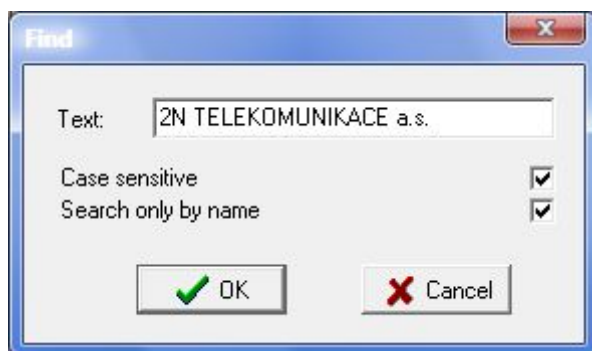 Find
Text: 2N TELEKOMUNIKACE a.s.
Case sensitive
Search only by name
OK Cancel